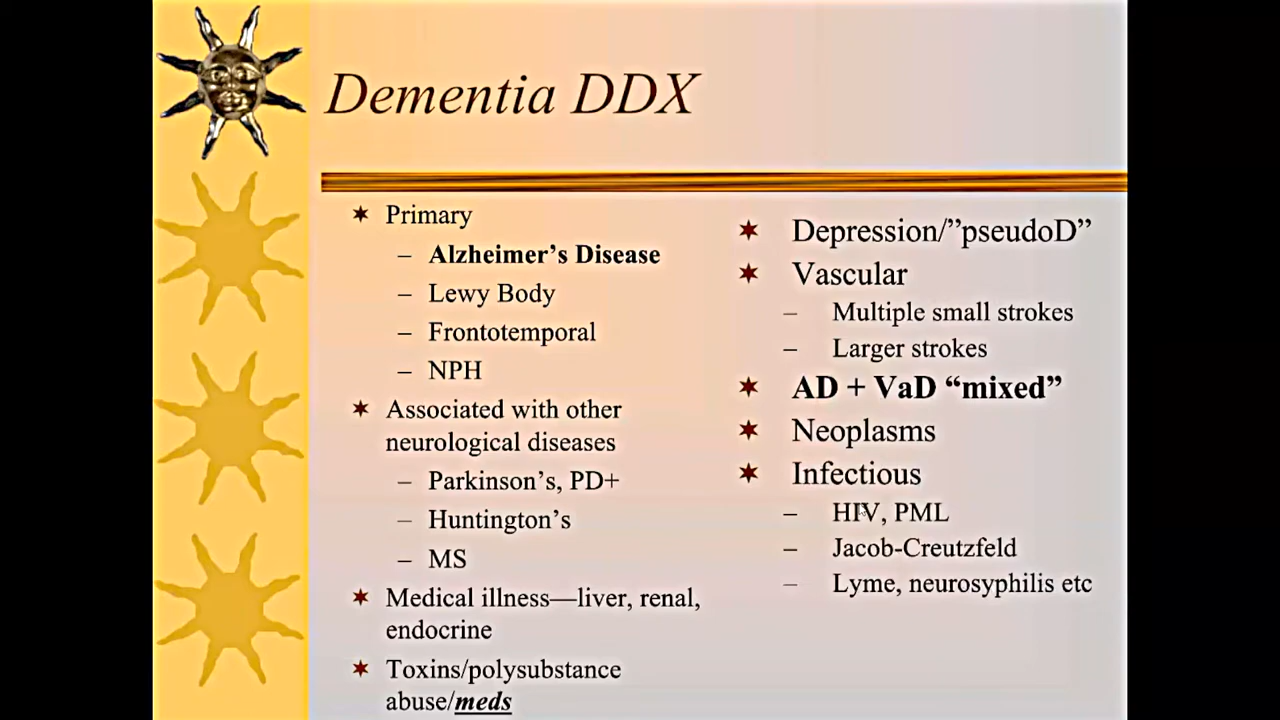 Dementia DDX
Primary
– Alzheimer’s Disease
– Lewy Body
– Frontotemporal
– NPH
Associated with other
neurological diseases
– Parkinson’s, PD+
– Huntington’s
– MS
Medical illness—liver, renal,
endocrine
Toxins/polysubstance
abuse/meds
Depression/”pseudoD”
Vascular
– Multiple small strokes
– Larger strokes
AD + VaD “mixed”
Neoplasms
Infectious
– HIV, PML
– Jacob-Creutzfeld
– Lyme, neurosyphilis etc